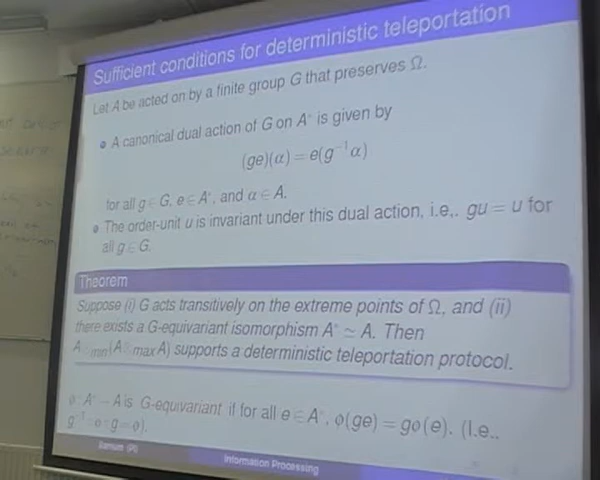 Sufficient conditions for deterministic teleportation
Let A be acted on by a finite group G that preserves Ω.
A canonical dual action of G on A* is given by
(ge)(α) = e(g⁻¹α)
for all g ∈ G, e ∈ A*, and α ∈ A.
The order-unit u is invariant under this dual action, i.e., gu = u for
all g ∈ G.
Theorem
Suppose (i) G acts transitively on the extreme points of Ω, and (ii)
there exists a G-equivariant isomorphism A* ≃ A. Then
A ⊗min (A ⊗max A) supports a deterministic teleportation protocol.
ϕ : A* → A is G-equivariant if for all e ∈ A*, ϕ(ge) = gϕ(e). (I.e..
g⁻¹ ∘ ϕ ∘ g = ϕ).
Barnum (PI)
Information Processing